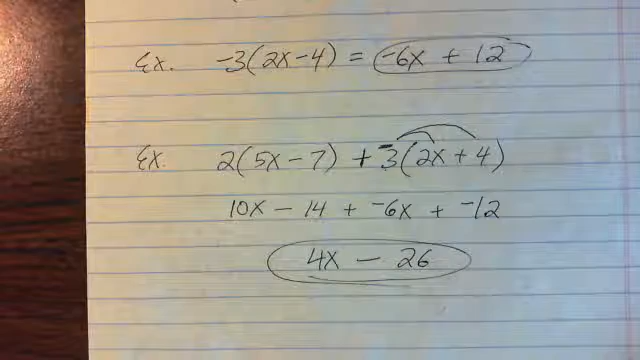 Ex. -3(2x-4) = -6x + 12
Ex. 2(5x-7) + -3(2x+4)
10x - 14 + -6x + -12
4x - 26